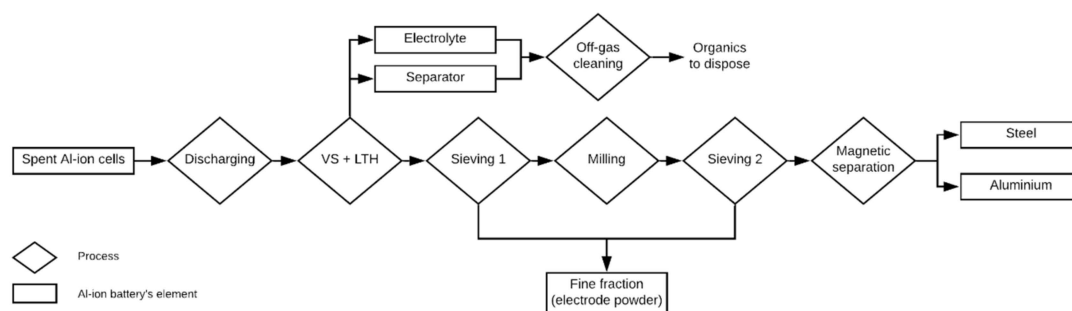 Electrolyte
Separator
Off-gas
cleaning
Organics
to dispose
Spent Al-ion cells
Discharging
VS + LTH
Sieving 1
Milling
Sieving 2
Magnetic
separation
Steel
Aluminium
Process
Al-ion battery's element
Fine fraction
(electrode powder)